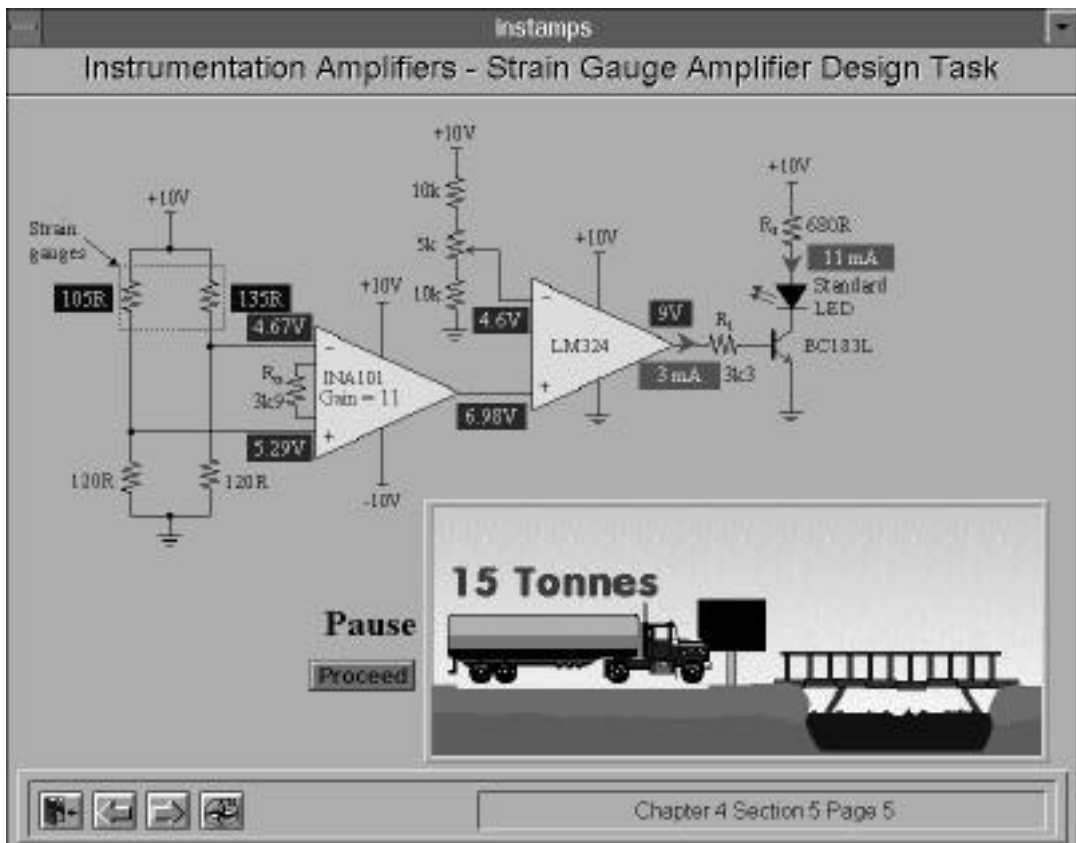 instamps
Instrumentation Amplifiers - Strain Gauge Amplifier Design Task
+10V
10k
5k
10k
+10V
Strain
gauges
105R
135R
4.67V
+10V
−
INA101
Gain = 11
3k9
+
5.29V
120R
120R
-10V
6.98V
4.6V
+10V
−
LM324
+
9V
3 mA
3k3
+10V
680R
11 mA
Standard
LED
BC183L
15 Tonnes
Pause
Proceed
Chapter 4 Section 5 Page 5